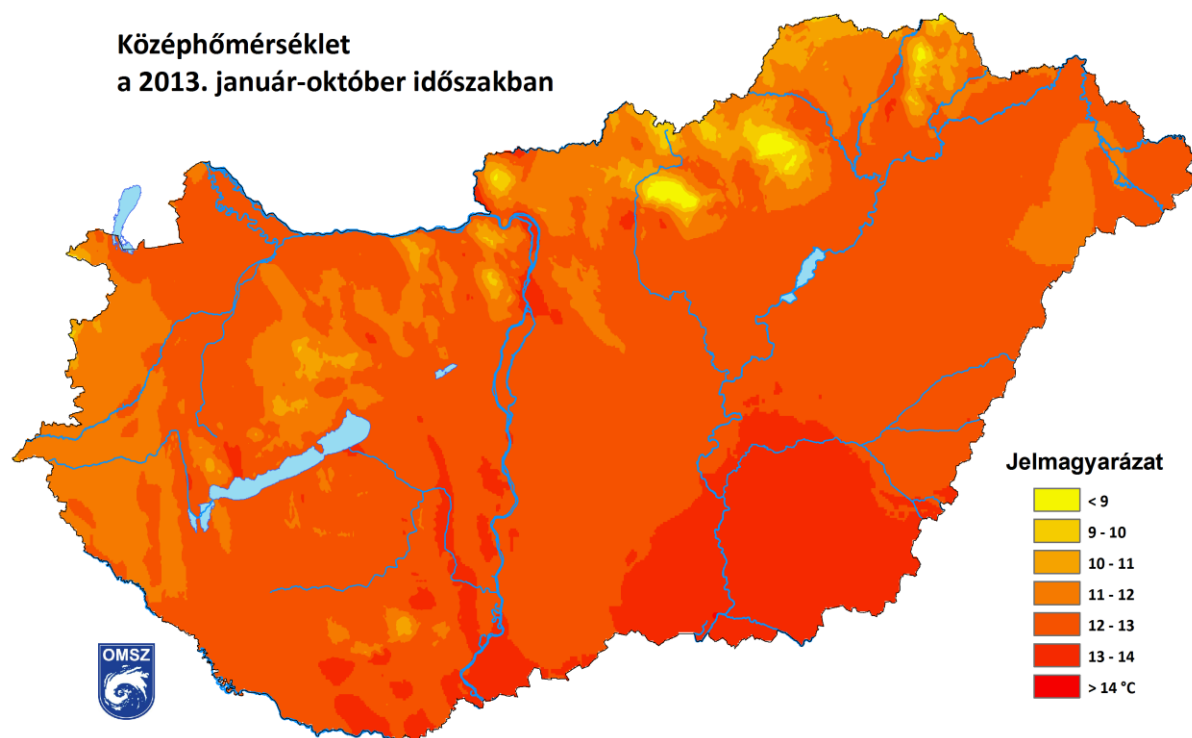 Középhőmérséklet
a 2013. január-október időszakban
Jelmagyarázat
< 9
9 - 10
10 - 11
11 - 12
12 - 13
13 - 14
> 14 °C
OMSZ